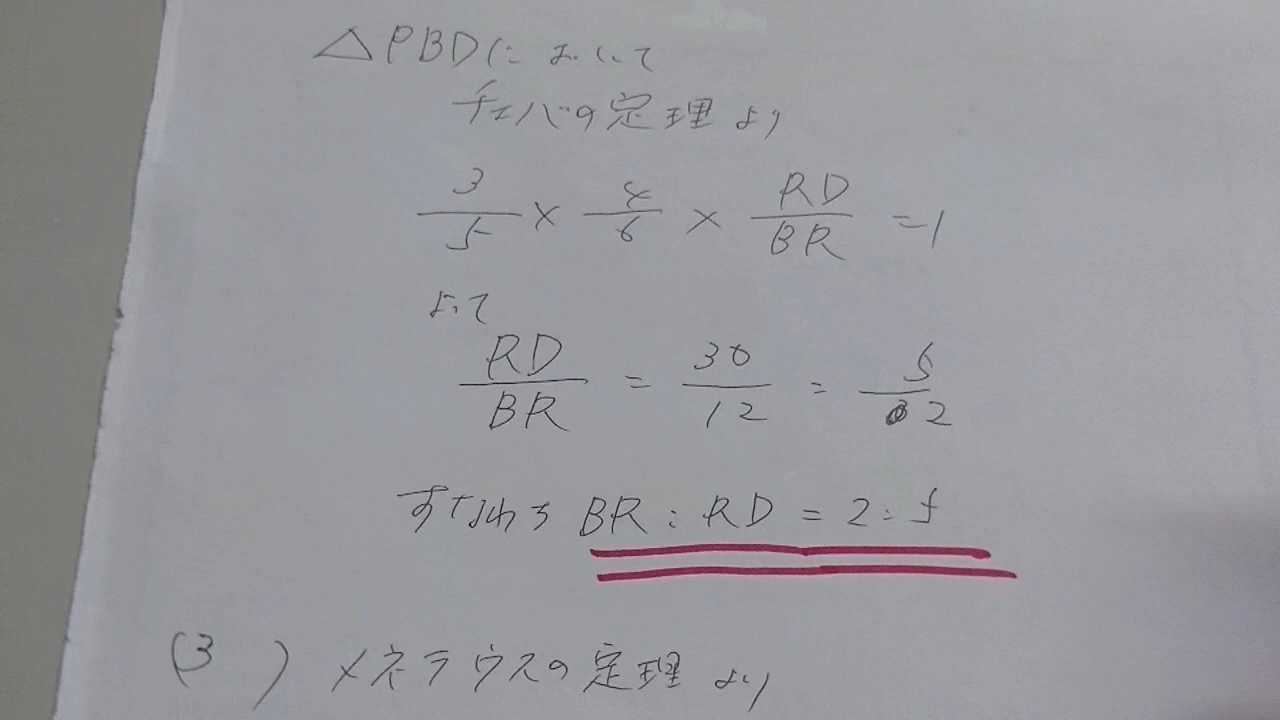 △PBDにおいて
チェバの定理より
3/5 × 4/6 × RD/BR = 1
よって
RD/BR = 30/12 = 5/2
すなわち BR : RD = 2 : 5
(3) メネラウスの定理より